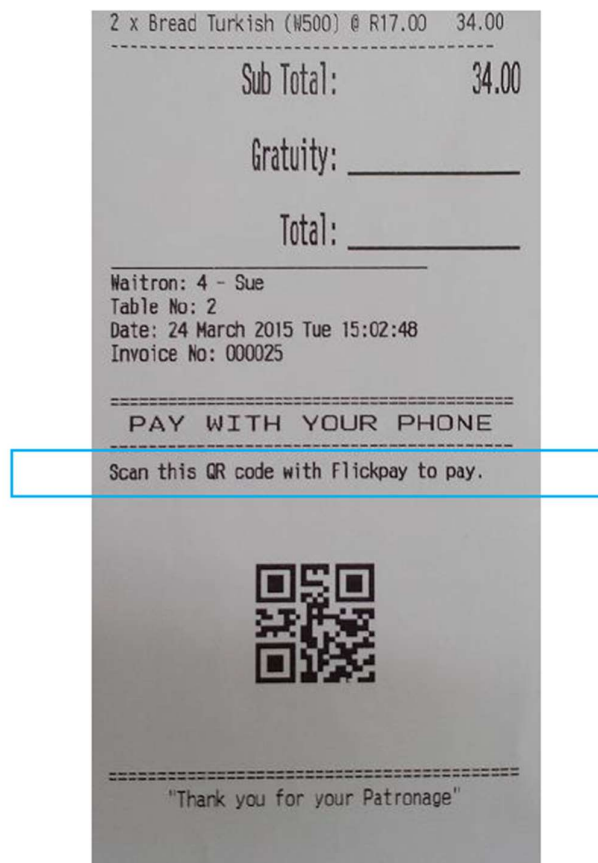 2 x Bread Turkish (W500) @ R17.00 34.00
Sub Total: 34.00
Gratuity:
Total:
Waitron: 4 - Sue
Table No: 2
Date: 24 March 2015 Tue 15:02:48
Invoice No: 000025
PAY WITH YOUR PHONE
Scan this QR code with Flickpay to pay.
"Thank you for your Patronage"